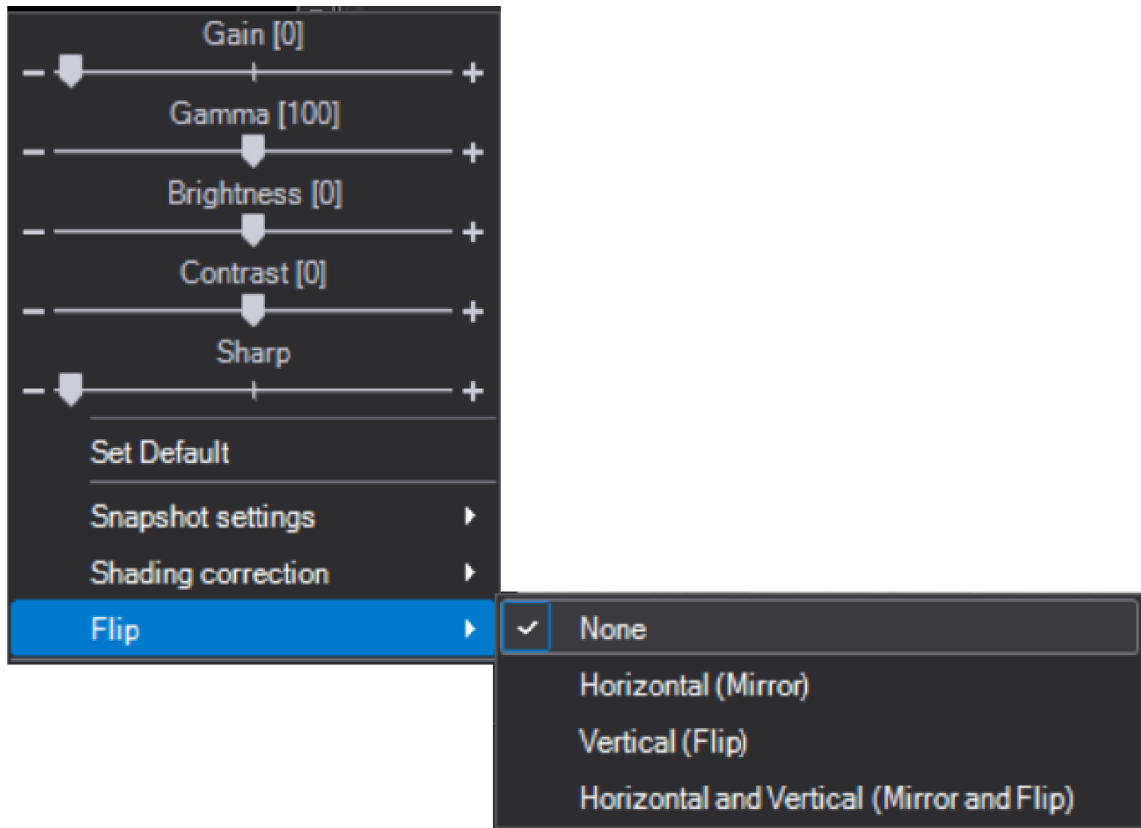 Gain [0]
Gamma [100]
Brightness [0]
Contrast [0]
Sharp
Set Default
Snapshot settings
Shading correction
Flip
None
Horizontal (Mirror)
Vertical (Flip)
Horizontal and Vertical (Mirror and Flip)